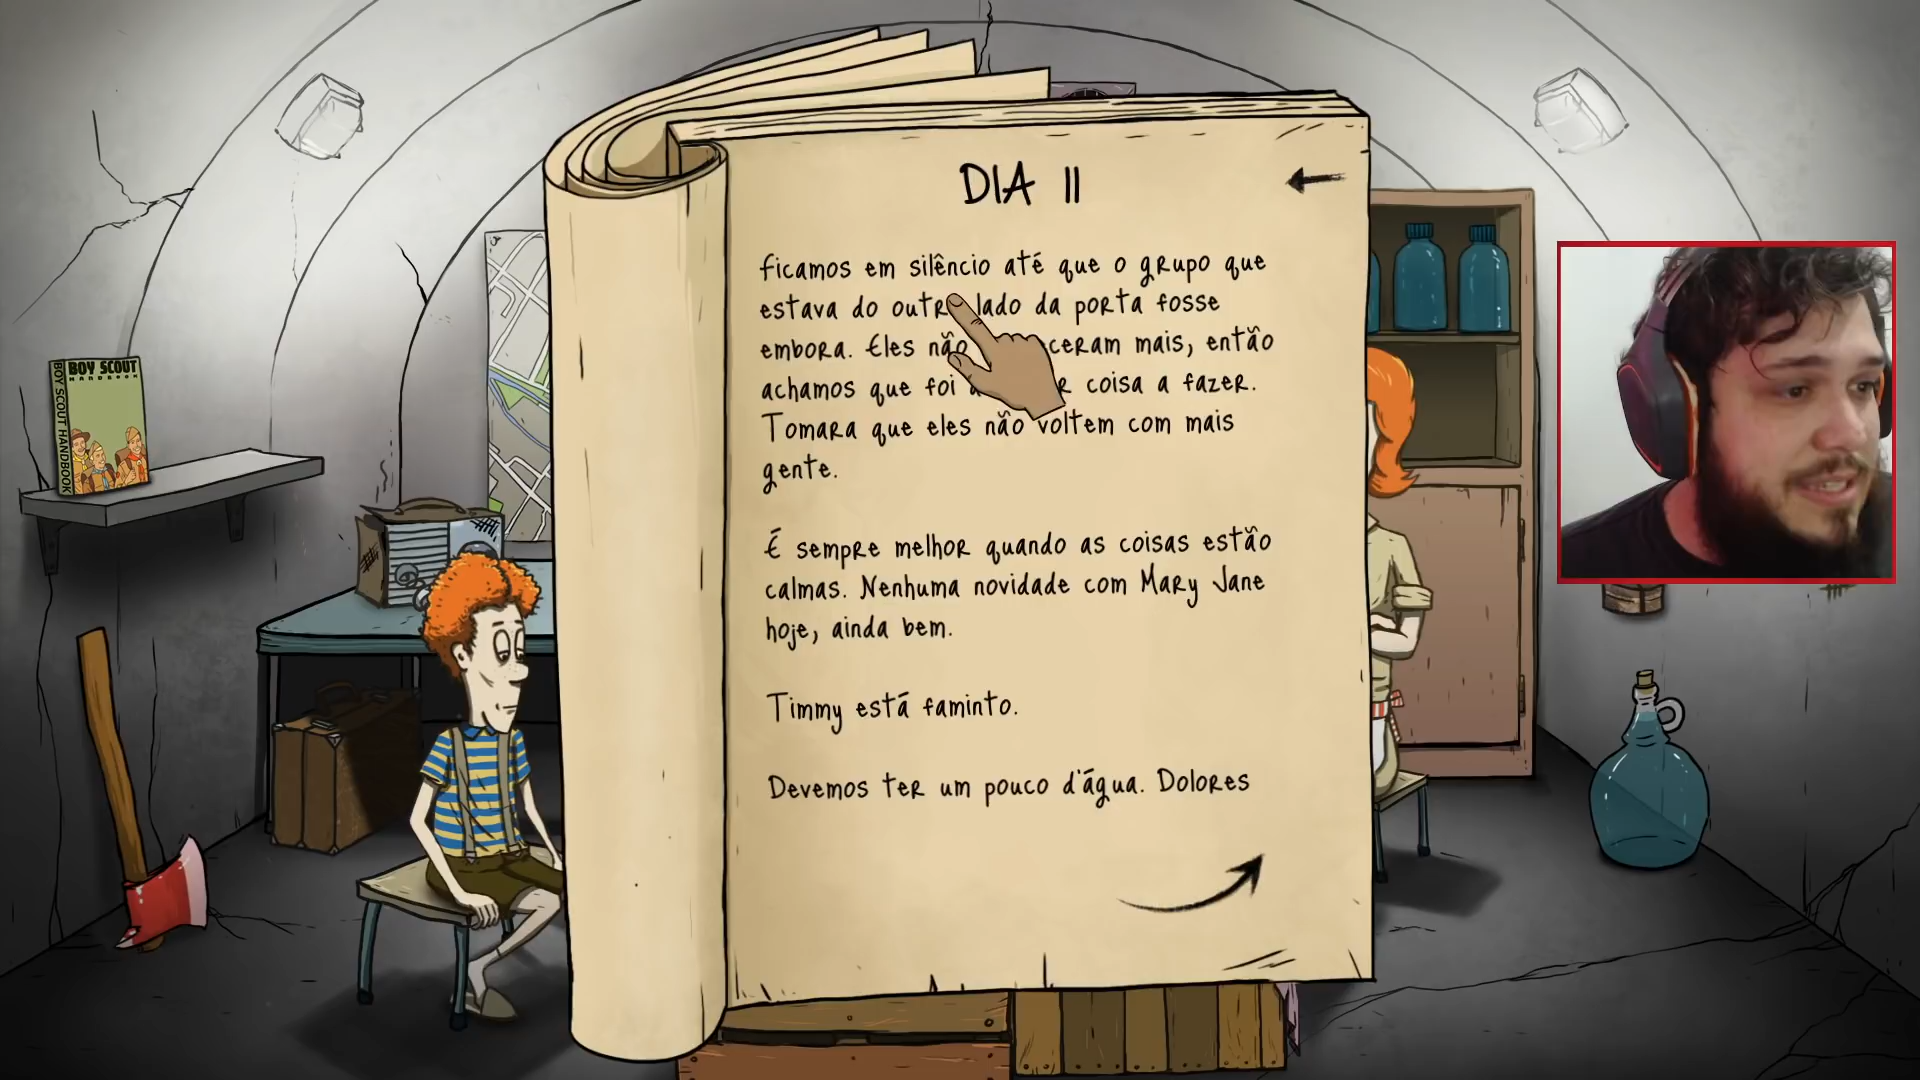 DIA 11
ficamos em silêncio até que o grupo que
estava do outro lado da porta fosse
embora. Eles não ceram mais, então
achamos que foi a r coisa a fazer.
Tomara que eles não voltem com mais
gente.
É sempre melhor quando as coisas estão
calmas. Nenhuma novidade com Mary Jane
hoje, ainda bem.
Timmy está faminto.
Devemos ter um pouco d'água. Dolores
BOY SCOUT
HANDBOOK
BOY SCOUT HANDBOOK